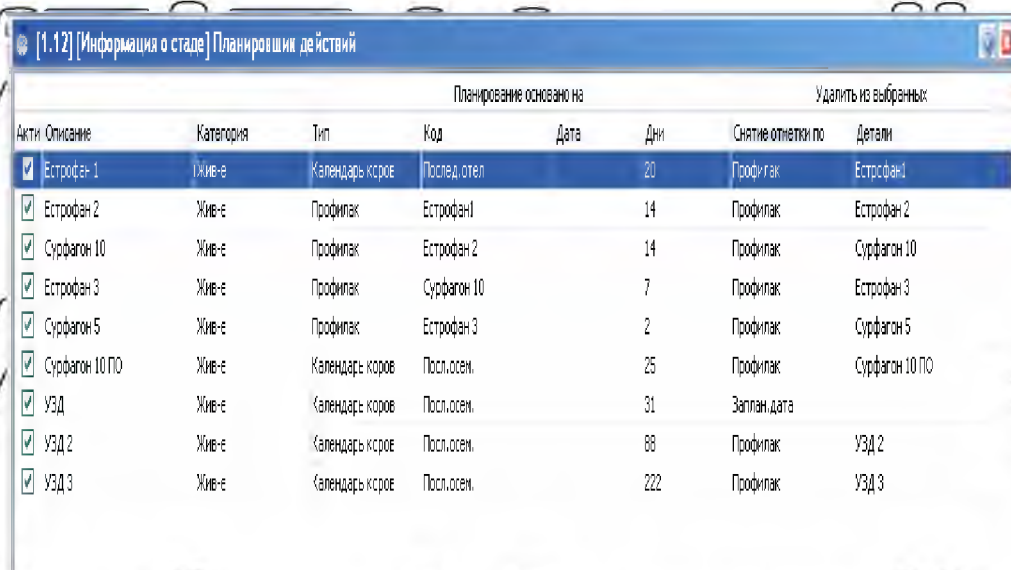 [1.12] [Информация о стаде] Планировшик действий
Планирование основано на Удалить из выбранных
Акти Описание Категория Тип Код Дата Дни Снятие отметки по Детали
Естрофан 1 Жив-е Календарь коров Послед.отел 20 Профилак Естрофан1
Естрофан 2 Жив-е Профилак Естрофан1 14 Профилак Естрофан 2
Сурфагон 10 Жив-е Профилак Естрофан 2 14 Профилак Сурфагон 10
Естрофан 3 Жив-е Профилак Сурфагон 10 7 Профилак Естрофан 3
Сурфагон 5 Жив-е Профилак Естрофан 3 2 Профилак Сурфагон 5
Сурфагон 10 ПО Жив-е Календарь коров Посл.осем. 25 Профилак Сурфагон 10 ПО
УЗД Жив-е Календарь коров Посл.осем. 31 Заплан.дата
УЗД 2 Жив-е Календарь коров Посл.осем. 88 Профилак УЗД 2
УЗД 3 Жив-е Календарь коров Посл.осем. 222 Профилак УЗД 3